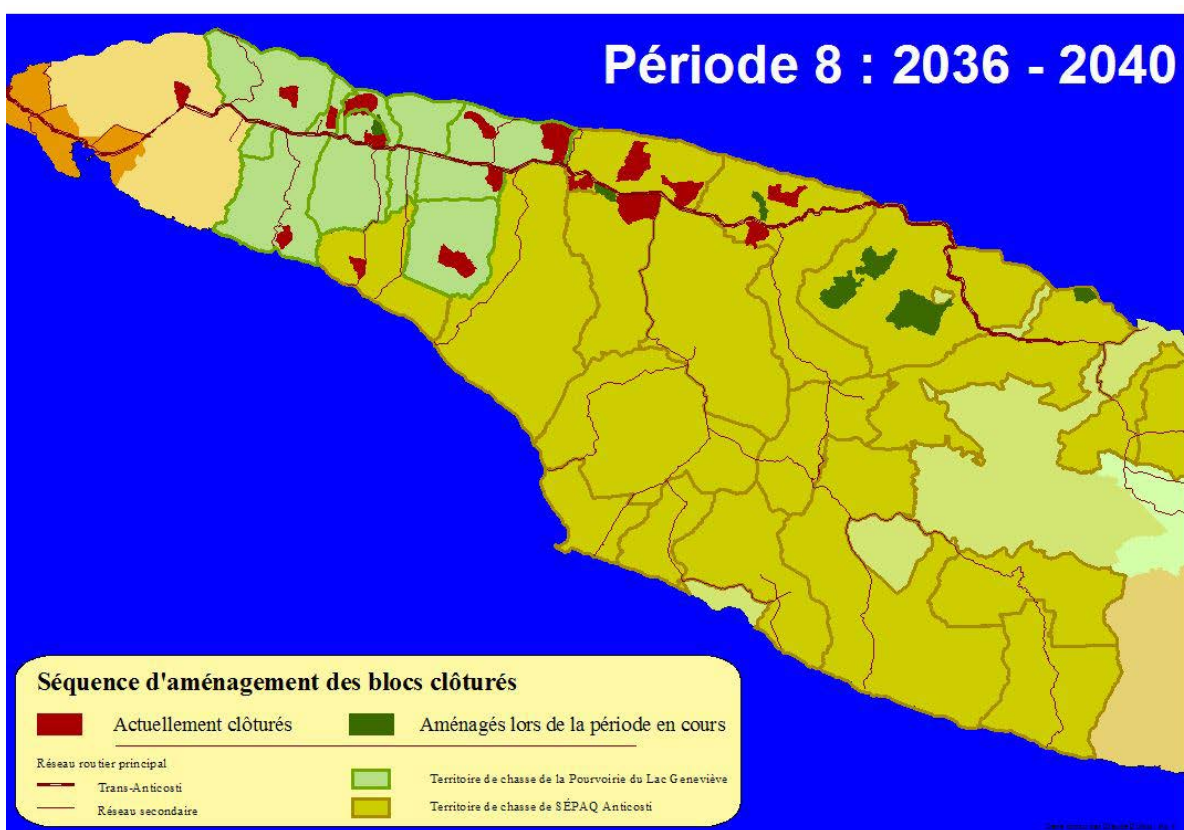 Période 8 : 2036 - 2040
Séquence d'aménagement des blocs clôturés
Actuellement clôturés
Aménagés lors de la période en cours
Réseau routier principal
Trans-Anticosti
Réseau secondaire
Territoire de chasse de la Pourvoirie du Lac Geneviève
Territoire de chasse de SÉPAQ Anticosti